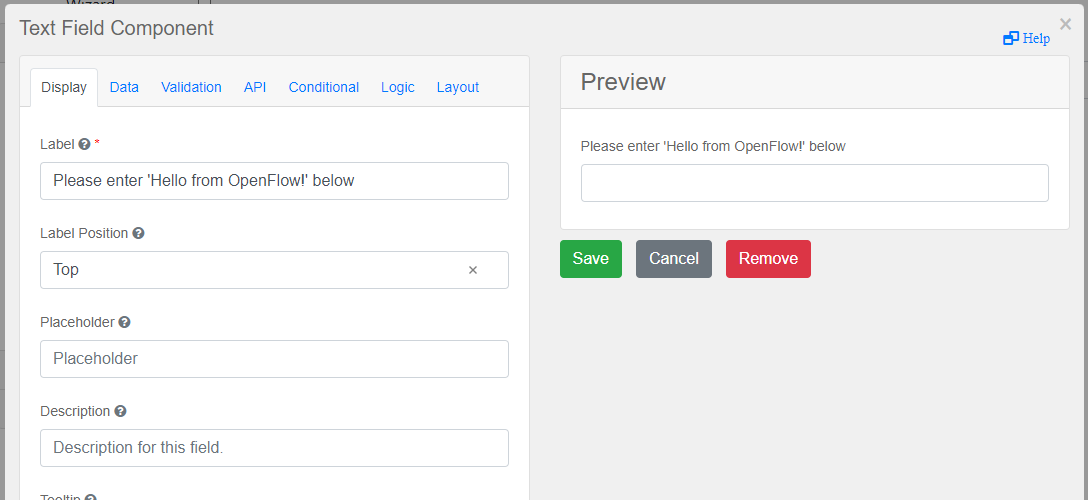 Wizard
Text Field Component
×
Help
Display Data Validation API Conditional Logic Layout
Label *
Please enter 'Hello from OpenFlow!' below
Label Position
Top ×
Placeholder
Placeholder
Description
Description for this field.
Tooltip
Preview
Please enter 'Hello from OpenFlow!' below
Save Cancel Remove